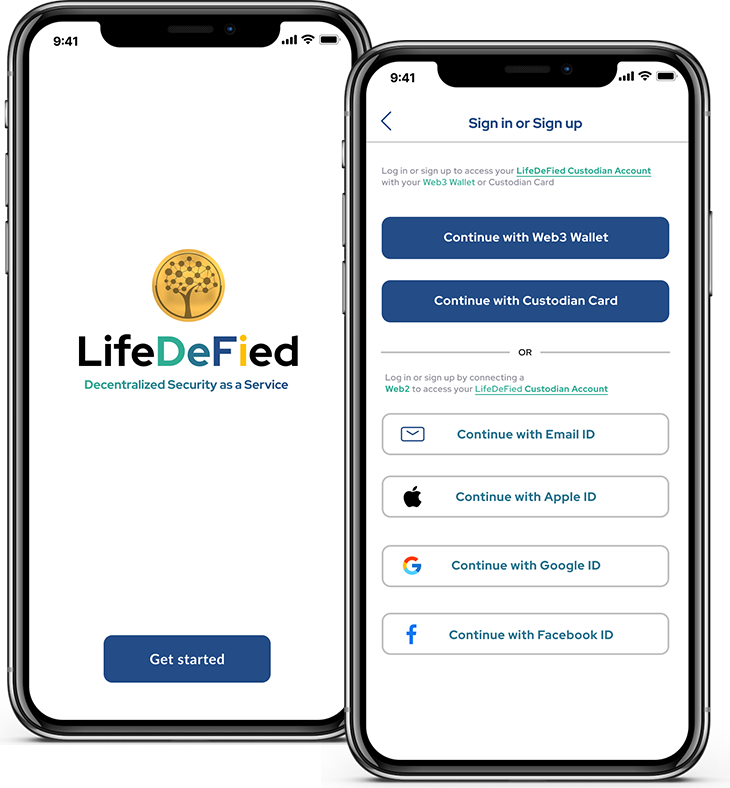 9:41
LifeDeFied
Decentralized Security as a Service
Get started
9:41
Sign in or Sign up
Log in or sign up to access your LifeDeFied Custodian Account
with your Web3 Wallet or Custodian Card
Continue with Web3 Wallet
Continue with Custodian Card
OR
Log in or sign up by connecting a
Web2 to access your LifeDeFied Custodian Account
Continue with Email ID
Continue with Apple ID
Continue with Google ID
Continue with Facebook ID